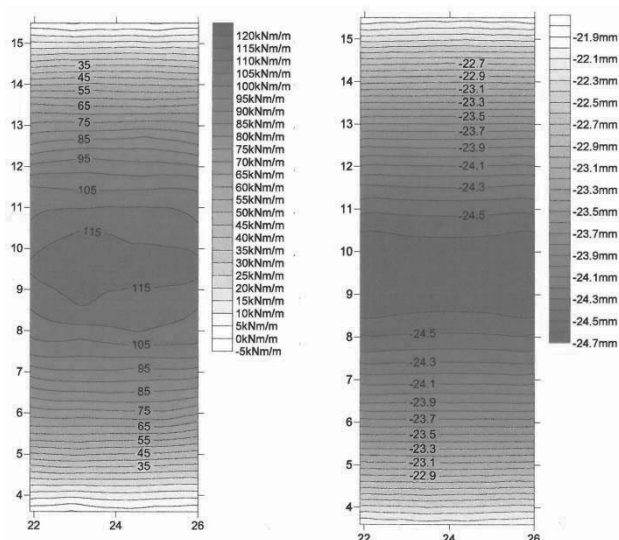 15
14
13
12
11
10
9
8
7
6
5
4
22
24
26
35
45
55
65
75
85
95
105
115
115
105
95
85
75
65
55
45
35
120kNm/m
115kNm/m
110kNm/m
105kNm/m
100kNm/m
95kNm/m
90kNm/m
85kNm/m
80kNm/m
75kNm/m
70kNm/m
65kNm/m
60kNm/m
55kNm/m
50kNm/m
45kNm/m
40kNm/m
35kNm/m
30kNm/m
25kNm/m
20kNm/m
15kNm/m
10kNm/m
5kNm/m
0kNm/m
-5kNm/m
15
14
13
12
11
10
9
8
7
6
5
4
22
24
26
-22.7
-22.9
-23.1
-23.3
-23.5
-23.7
-23.9
-24.1
-24.3
-24.5
-24.5
-24.3
-24.1
-23.9
-23.7
-23.5
-23.3
-23.1
-22.9
-21.9mm
-22.1mm
-22.3mm
-22.5mm
-22.7mm
-22.9mm
-23.1mm
-23.3mm
-23.5mm
-23.7mm
-23.9mm
-24.1mm
-24.3mm
-24.5mm
-24.7mm